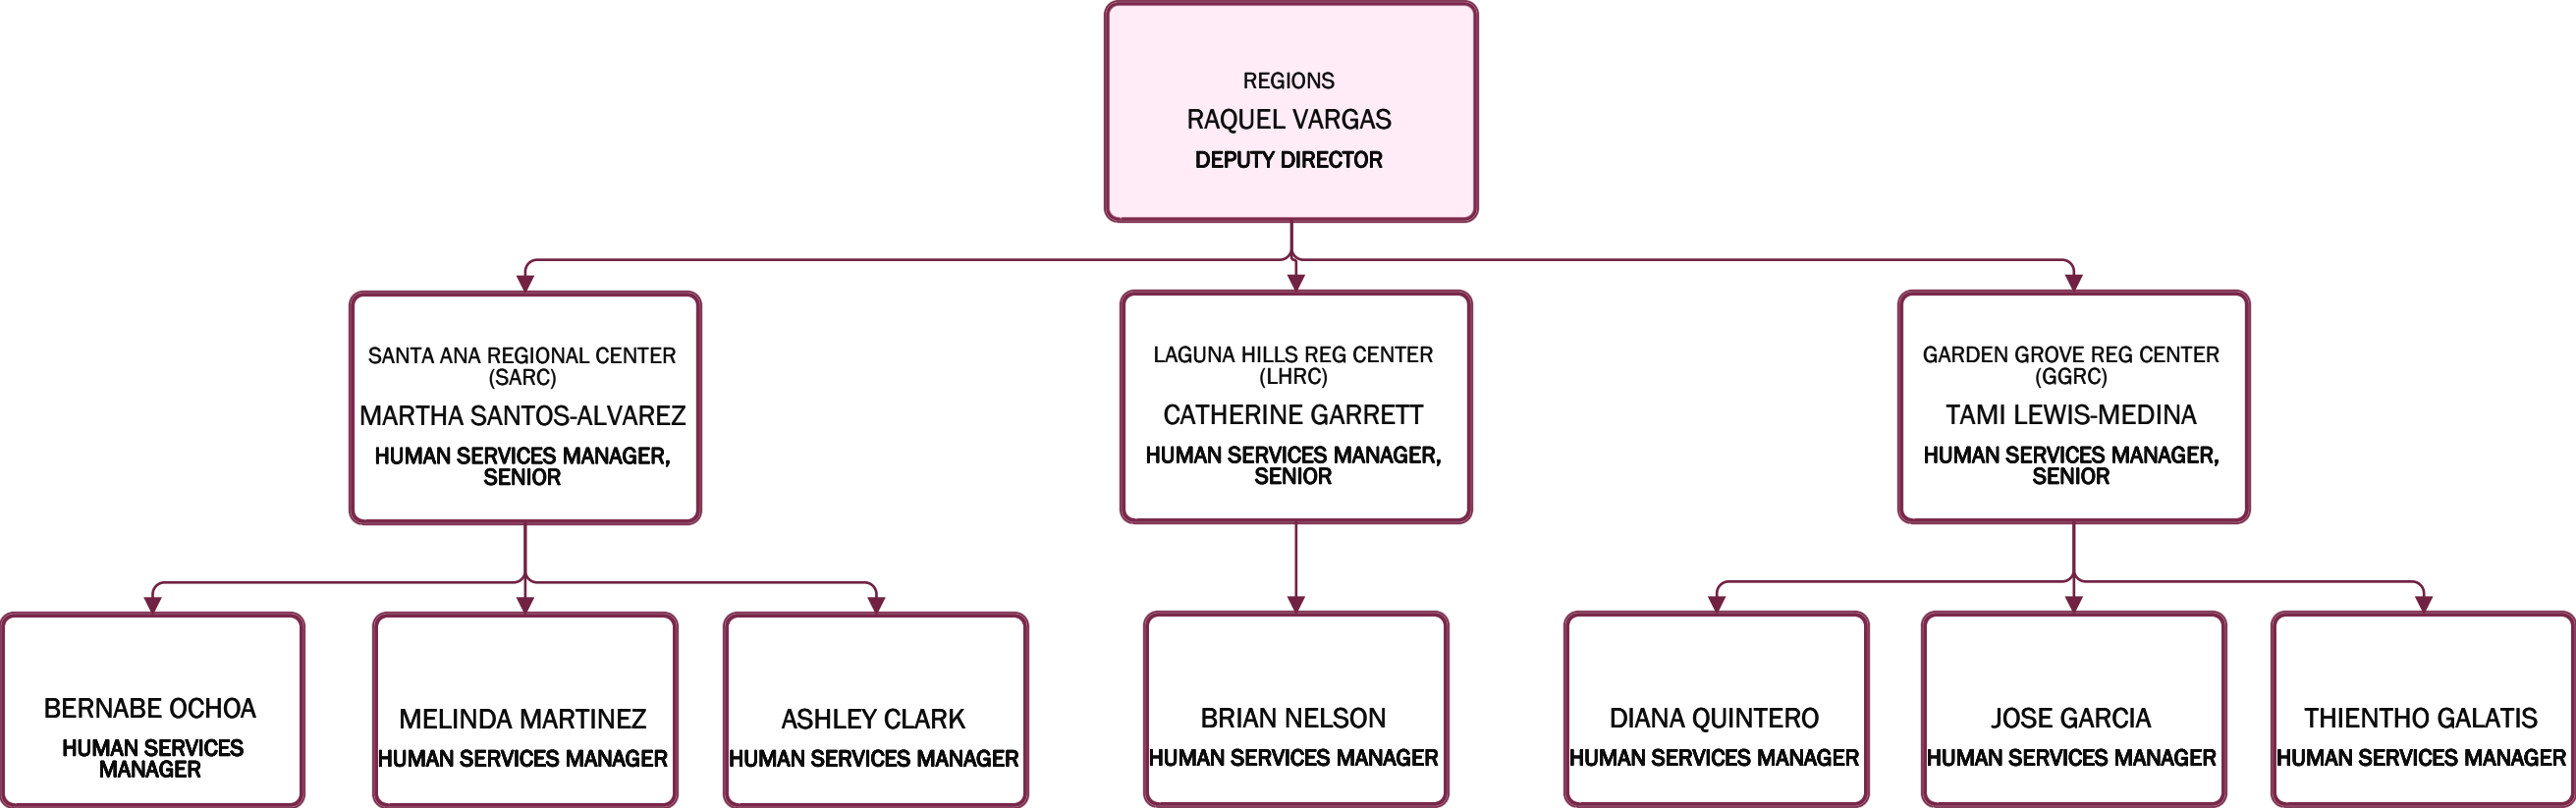 REGIONS
RAQUEL VARGAS
DEPUTY DIRECTOR
SANTA ANA REGIONAL CENTER
(SARC)
MARTHA SANTOS-ALVAREZ
HUMAN SERVICES MANAGER,
SENIOR
LAGUNA HILLS REG CENTER
(LHRC)
CATHERINE GARRETT
HUMAN SERVICES MANAGER,
SENIOR
GARDEN GROVE REG CENTER
(GGRC)
TAMI LEWIS-MEDINA
HUMAN SERVICES MANAGER,
SENIOR
BERNABE OCHOA
HUMAN SERVICES
MANAGER
MELINDA MARTINEZ
HUMAN SERVICES MANAGER
ASHLEY CLARK
HUMAN SERVICES MANAGER
BRIAN NELSON
HUMAN SERVICES MANAGER
DIANA QUINTERO
HUMAN SERVICES MANAGER
JOSE GARCIA
HUMAN SERVICES MANAGER
THIENTHO GALATIS
HUMAN SERVICES MANAGER